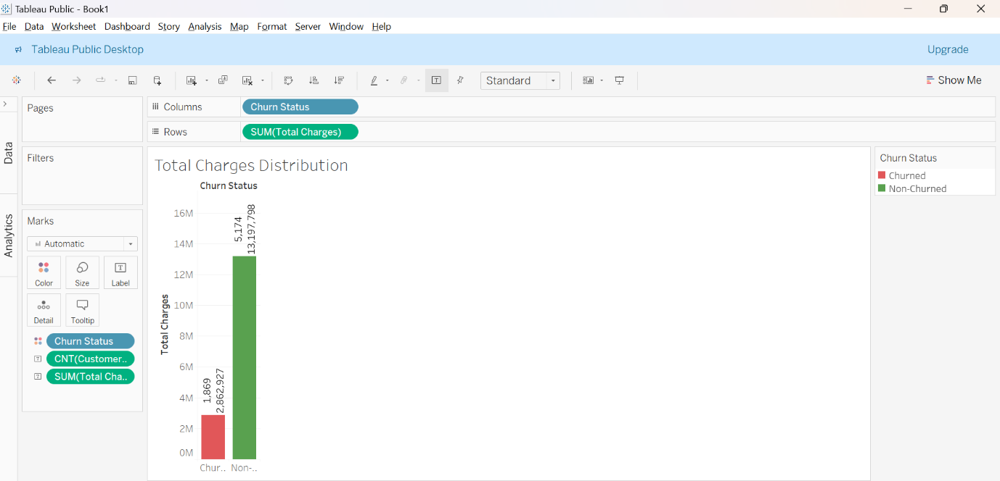 Tableau Public - Book1
File Data Worksheet Dashboard Story Analysis Map Format Server Window Help
Tableau Public Desktop Upgrade
Standard Show Me
Pages
Columns Churn Status
Rows SUM(Total Charges)
Data
Analytics
Filters
Marks
Automatic
Color Size Label
Detail Tooltip
Churn Status
CNT(Customer..
SUM(Total Cha..
Total Charges Distribution
Churn Status
Total Charges
16M
14M
12M
10M
8M
6M
4M
2M
0M
1,869
2,862,927
5,174
13,197,798
Chur.. Non-..
Churn Status
Churned
Non-Churned